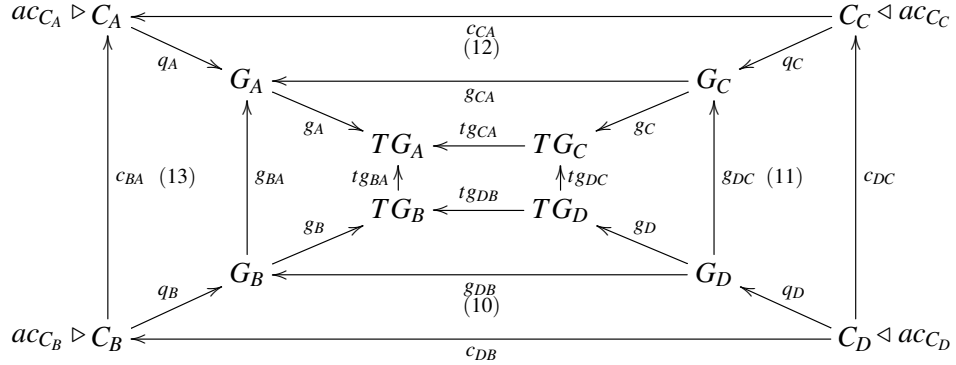 ac_{C_A} ▷ C_A C_C ◁ ac_{C_C}
c_{CA}
(12)
q_A q_C
G_A G_C
g_{CA}
g_A g_C
tg_{CA}
TG_A TG_C
c_{BA} (13) g_{BA} tg_{BA} tg_{DC} g_{DC} (11) c_{DC}
tg_{DB}
TG_B TG_D
g_B g_D
G_B G_D
g_{DB}
q_B (10) q_D
ac_{C_B} ▷ C_B C_D ◁ ac_{C_D}
c_{DB}